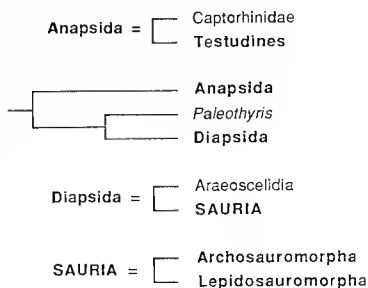 Captorhinidae
Anapsida =
Testudines
Anapsida
Paleothyris
Diapsida
Araeoscelidia
Diapsida =
SAURIA
Archosauromorpha
SAURIA =
Lepidosauromorpha